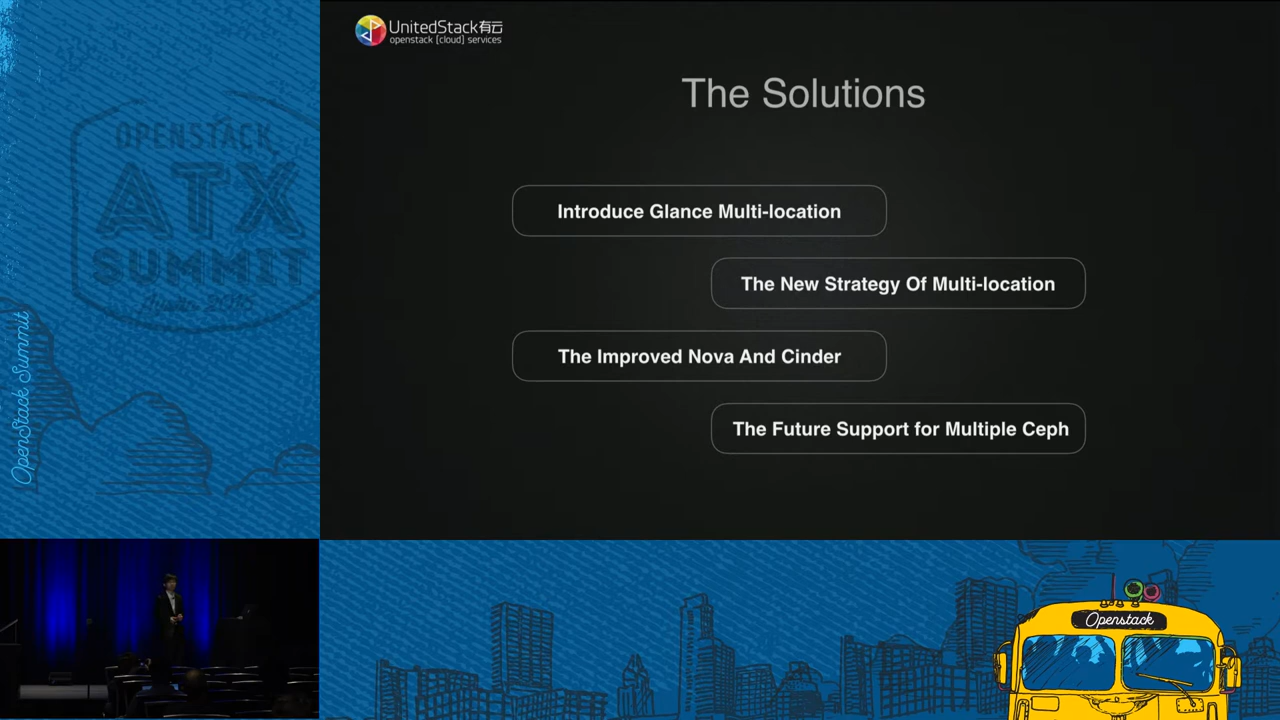 UnitedStack有云
openstack [cloud] services
The Solutions
Introduce Glance Multi-location
The New Strategy Of Multi-location
The Improved Nova And Cinder
The Future Support for Multiple Ceph
OPENSTACK
ATX
SUMMIT
OpenStack Summit
Openstack